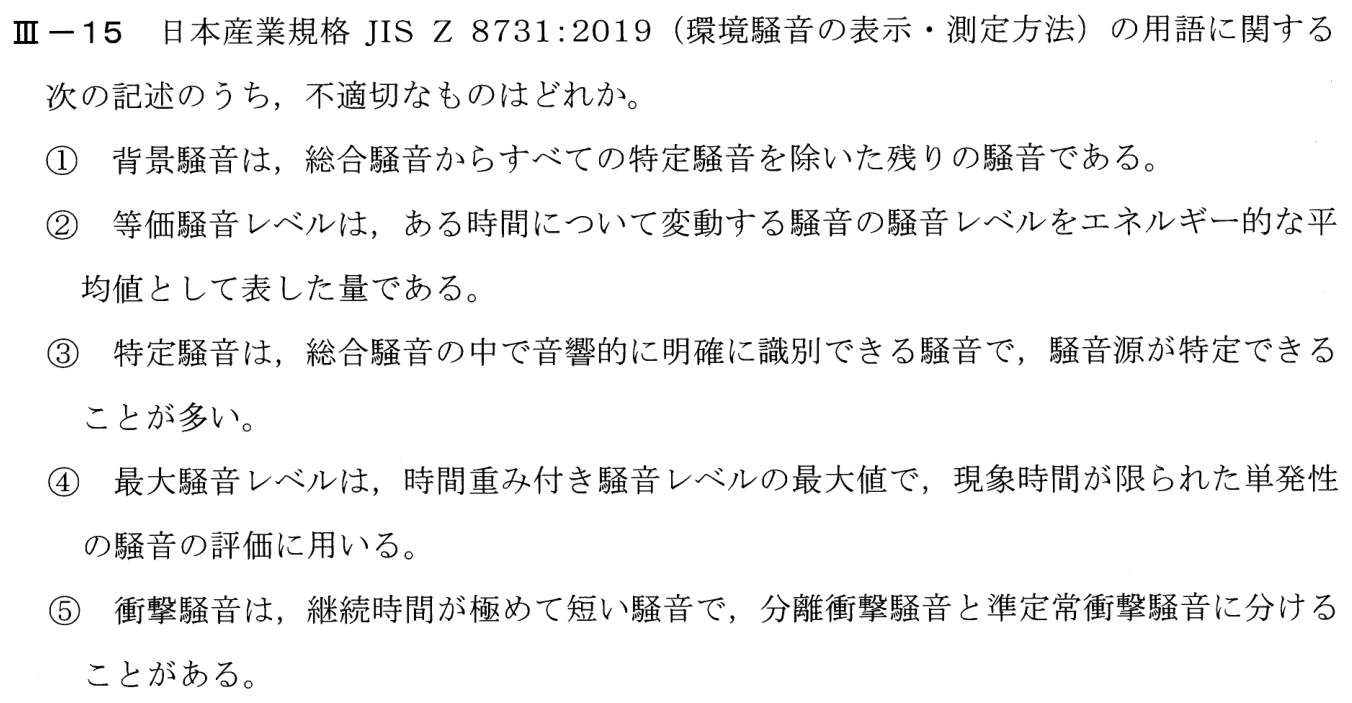 Ⅲ－15　日本産業規格 JIS Z 8731:2019（環境騒音の表示・測定方法）の用語に関する
次の記述のうち，不適切なものはどれか。
①　背景騒音は，総合騒音からすべての特定騒音を除いた残りの騒音である。
②　等価騒音レベルは，ある時間について変動する騒音の騒音レベルをエネルギー的な平
均値として表した量である。
③　特定騒音は，総合騒音の中で音響的に明確に識別できる騒音で，騒音源が特定できる
ことが多い。
④　最大騒音レベルは，時間重み付き騒音レベルの最大値で，現象時間が限られた単発性
の騒音の評価に用いる。
⑤　衝撃騒音は，継続時間が極めて短い騒音で，分離衝撃騒音と準定常衝撃騒音に分ける
ことがある。